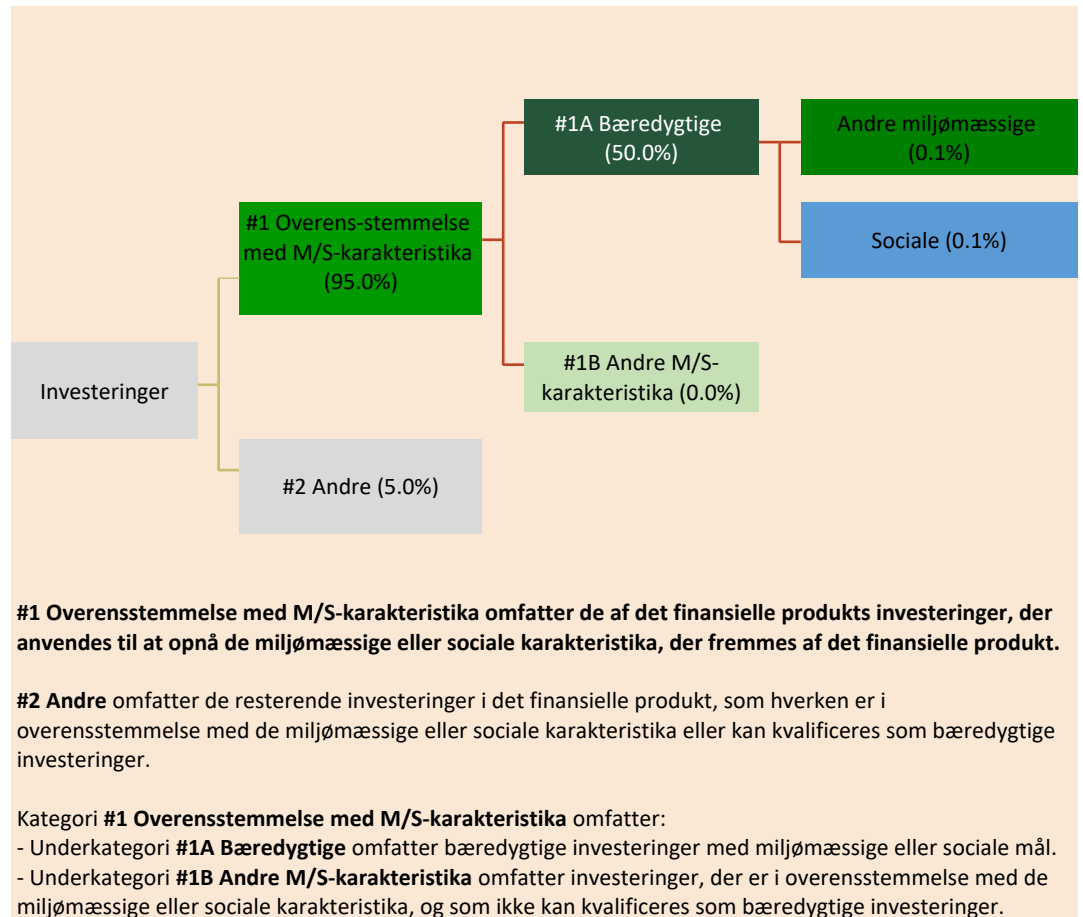 #1A Bæredygtige
(50.0%)
Andre miljømæssige
(0.1%)
#1 Overens-stemmelse
med M/S-karakteristika
(95.0%)
Sociale (0.1%)
Investeringer
#1B Andre M/S-
karakteristika (0.0%)
#2 Andre (5.0%)
#1 Overensstemmelse med M/S-karakteristika omfatter de af det finansielle produkts investeringer, der
anvendes til at opnå de miljømæssige eller sociale karakteristika, der fremmes af det finansielle produkt.
#2 Andre omfatter de resterende investeringer i det finansielle produkt, som hverken er i
overensstemmelse med de miljømæssige eller sociale karakteristika eller kan kvalificeres som bæredygtige
investeringer.
Kategori #1 Overensstemmelse med M/S-karakteristika omfatter:
- Underkategori #1A Bæredygtige omfatter bæredygtige investeringer med miljømæssige eller sociale mål.
- Underkategori #1B Andre M/S-karakteristika omfatter investeringer, der er i overensstemmelse med de
miljømæssige eller sociale karakteristika, og som ikke kan kvalificeres som bæredygtige investeringer.